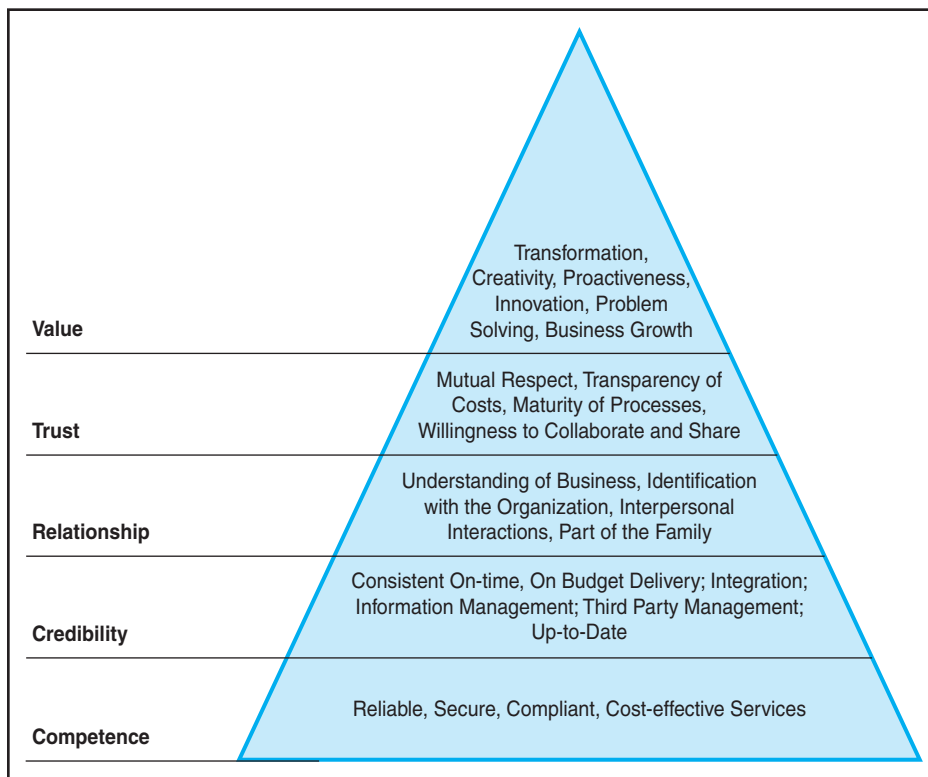 Transformation,
Creativity, Proactiveness,
Innovation, Problem
Solving, Business Growth
Value
Mutual Respect, Transparency of
Costs, Maturity of Processes,
Willingness to Collaborate and Share
Trust
Understanding of Business, Identification
with the Organization, Interpersonal
Interactions, Part of the Family
Relationship
Consistent On-time, On Budget Delivery; Integration;
Information Management; Third Party Management;
Up-to-Date
Credibility
Reliable, Secure, Compliant, Cost-effective Services
Competence